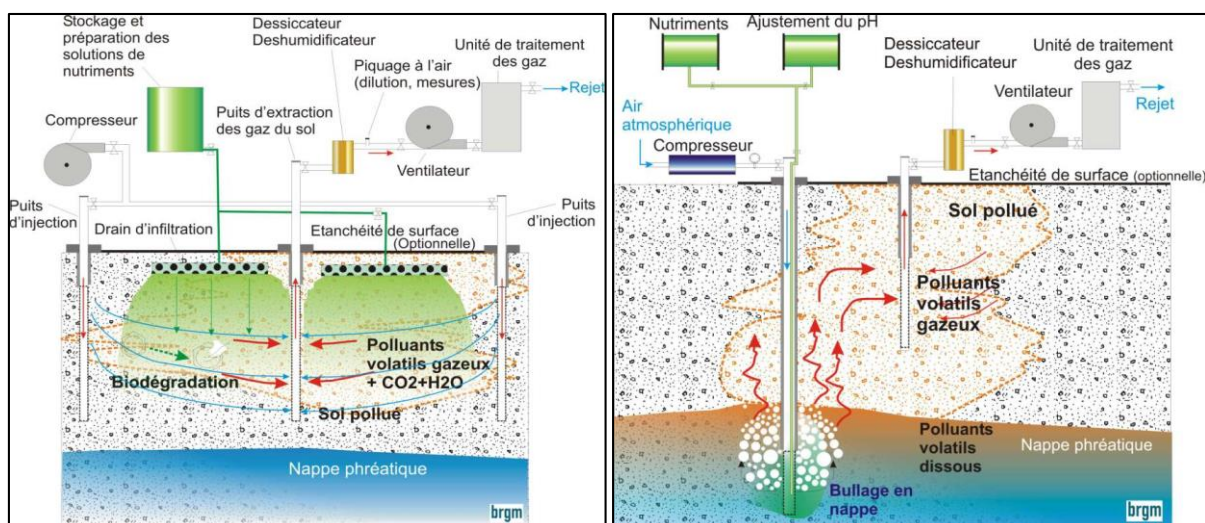 Stockage et
préparation des
solutions de
nutriments
Dessiccateur
Deshumidificateur
Piquage à l'air
(dilution, mesures)
Unité de traitement
des gaz
Rejet
Compresseur
Puits d'extraction
des gaz du sol
Ventilateur
Puits
d'injection
Drain d'infiltration
Etanchéité de surface
(Optionnelle)
Puits
d'injection
Biodégradation
Polluants
volatils gazeux
+ CO2+H2O
Sol pollué
Nappe phréatique
brgm
Nutriments
Ajustement du pH
Dessiccateur
Deshumidificateur
Unité de traitement
des gaz
Ventilateur
Rejet
Air
atmosphérique
Compresseur
Etanchéité de surface (optionnelle)
Sol pollué
Polluants
volatils
gazeux
Polluants
volatils
dissous
Nappe phréatique
Bullage en
nappe
brgm